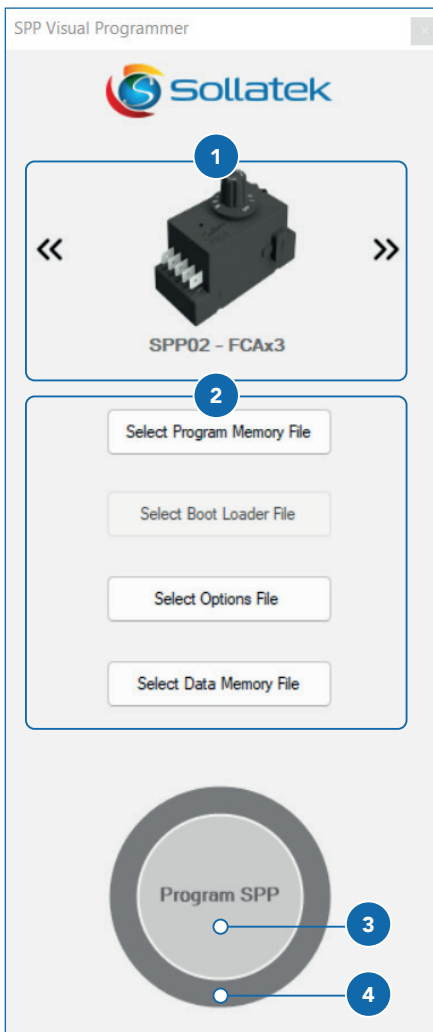 SPP Visual Programmer
×
Sollatek
1
SPP02 - FCAx3
2
Select Program Memory File
Select Boot Loader File
Select Options File
Select Data Memory File
Program SPP
3
4